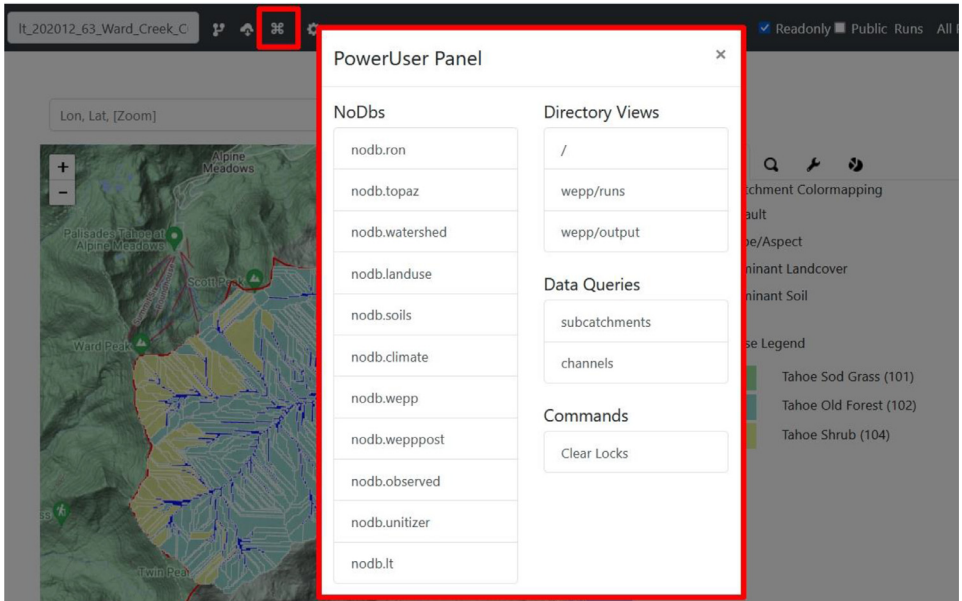 lt_202012_63_Ward_Creek_C
Readonly Public Runs All
Lon, Lat, [Zoom]
+
-
Alpine
Meadows
Palisades Tahoe at
Alpine Meadows
Scott
Ward Peak
Twin Pea
PowerUser Panel
×
NoDbs
nodb.ron
nodb.topaz
nodb.watershed
nodb.landuse
nodb.soils
nodb.climate
nodb.wepp
nodb.wepppost
nodb.observed
nodb.unitizer
nodb.lt
Directory Views
/
wepp/runs
wepp/output
Data Queries
subcatchments
channels
Commands
Clear Locks
chment Colormapping
ault
pe/Aspect
minant Landcover
minant Soil
se Legend
Tahoe Sod Grass (101)
Tahoe Old Forest (102)
Tahoe Shrub (104)